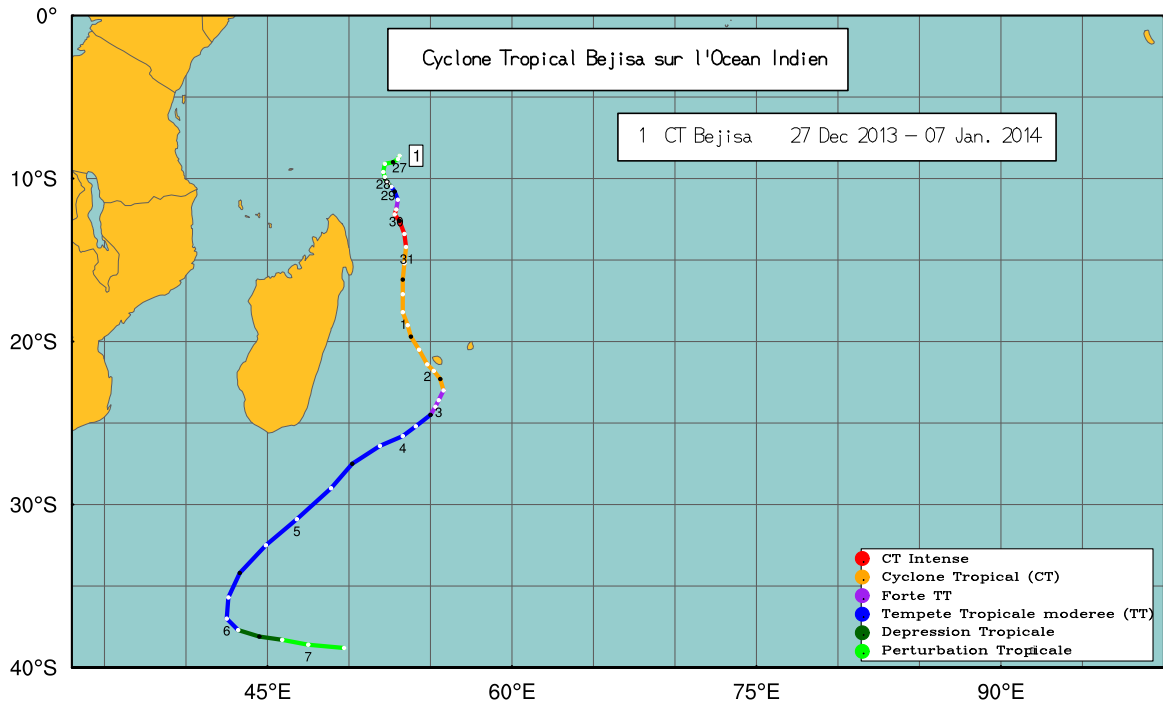 0°
Cyclone Tropical Bejisa sur l'Ocean Indien
1 CT Bejisa 27 Dec 2013 – 07 Jan. 2014
1
27
10°S
28
29
30
31
1
20°S
2
3
4
30°S
5
CT Intense
Cyclone Tropical (CT)
Forte TT
6
Tempete Tropicale moderee (TT)
Depression Tropicale
7
Perturbation Tropicale
40°S
45°E
60°E
75°E
90°E